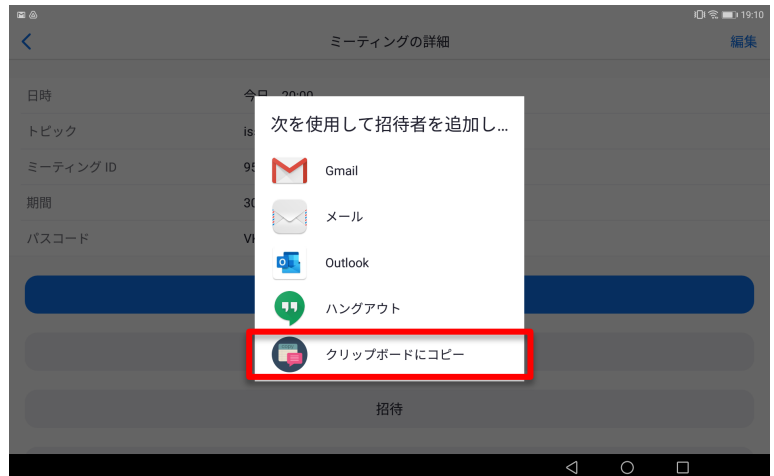 19:10
ミーティングの詳細
編集
日時
今日 20:00
トピック
is
ミーティング ID
95
期間
30
パスコード
次を使用して招待者を追加し...
Gmail
メール
Outlook
ハングアウト
クリップボードにコピー
招待